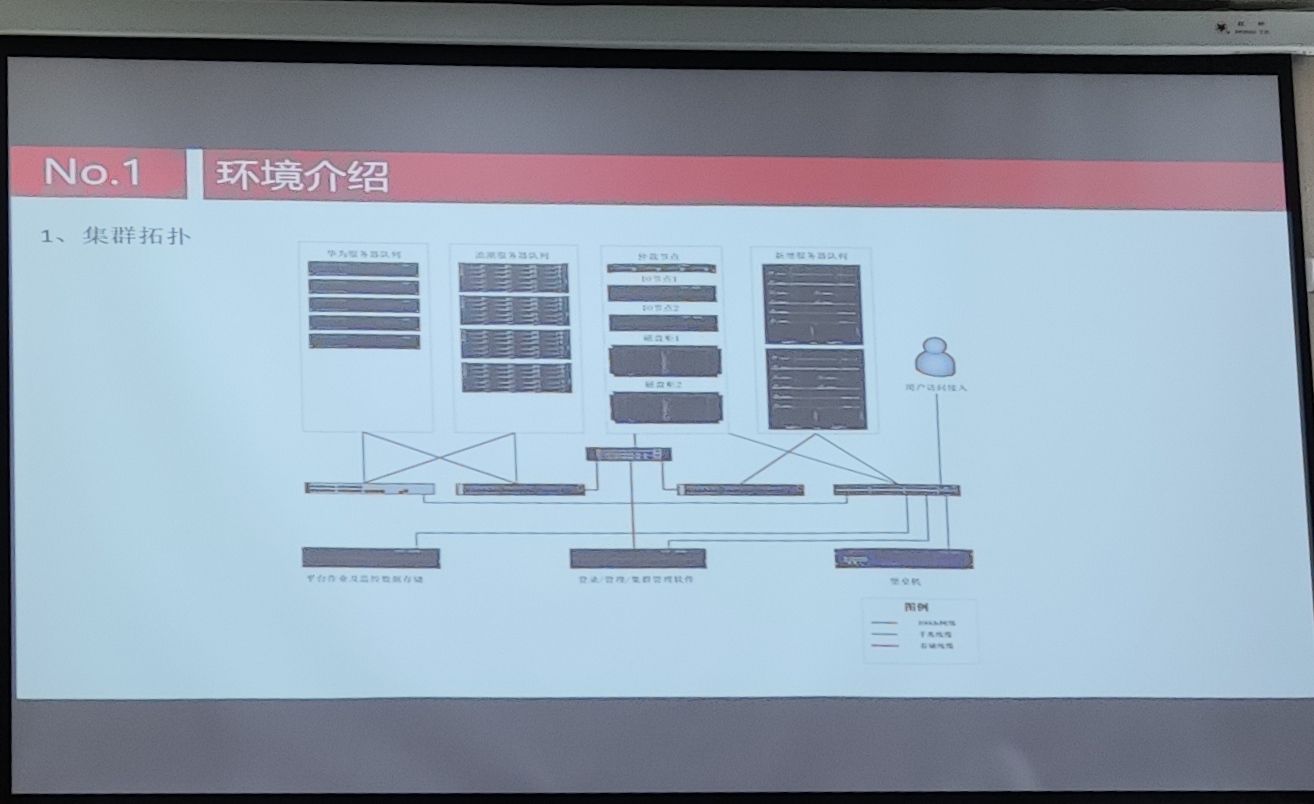 No.1
环境介绍
1、集群拓扑
华为服务器队列
浪潮服务器队列
登录节点
IO节点1
IO节点2
磁盘柜1
磁盘柜2
新增服务器队列
用户访问接入
平台作业及监控数据存储
登录/管理/集群管理软件
堡垒机
图例
千兆线缆
存储线缆